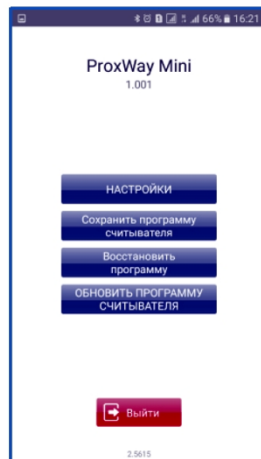 66% 16:21
ProxWay Mini
1.001
НАСТРОЙКИ
Сохранить программу
считывателя
Восстановить
программу
ОБНОВИТЬ ПРОГРАММУ
СЧИТЫВАТЕЛЯ
Выйти
2.5615